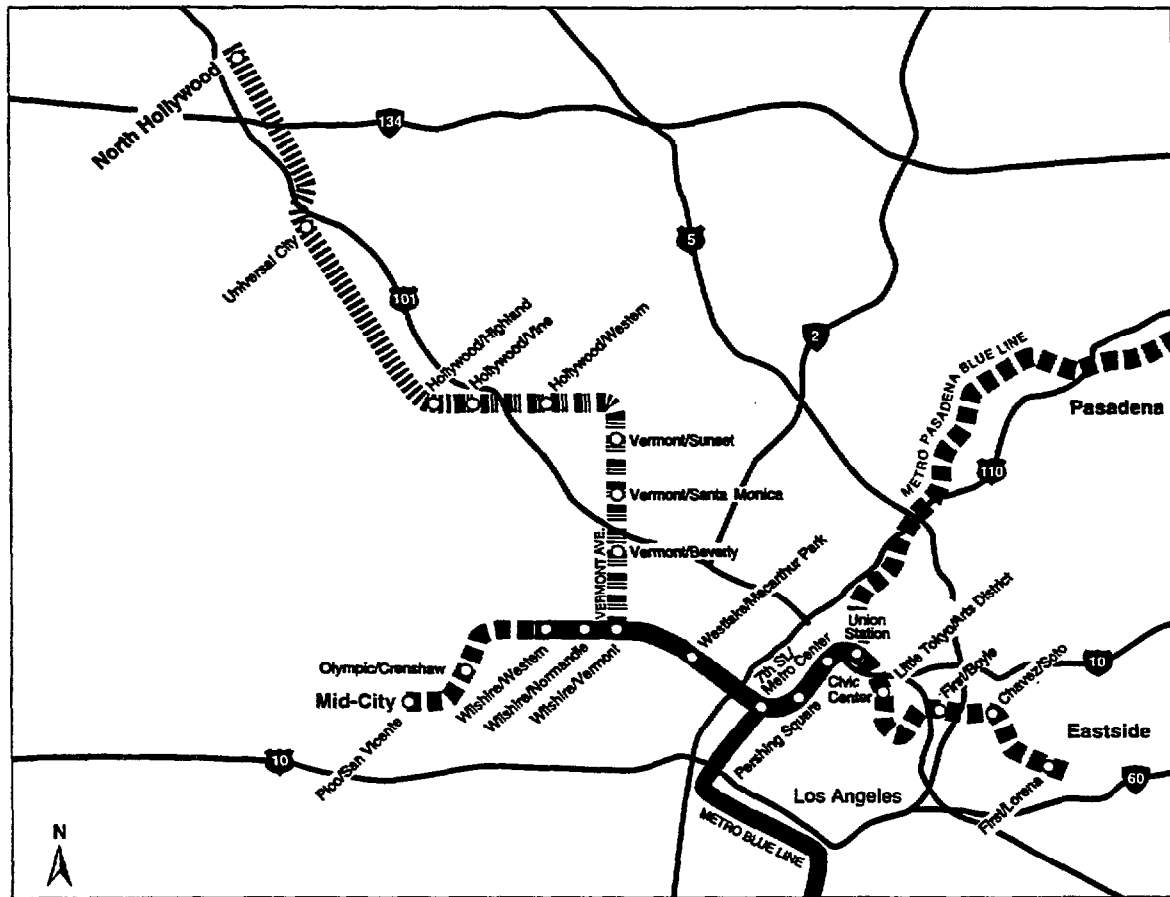 North Hollywood
134
Universal City
101
5
2
Hollywood/Highland
Hollywood/Vine
Hollywood/Western
METRO PASADENA BLUE LINE
Pasadena
Vermont/Sunset
110
Vermont/Santa Monica
VERMONT AVE.
Vermont/Beverly
Westlake/Macarthur Park
Union
Station
Little Tokyo/Arts District
Olympic/Crenshaw
Mid-City
Pico/San Vicente
Wilshire/Western
Wilshire/Normandie
Wilshire/Vermont
7th St./
Metro Center
Civic
Center
Pershing Square
First/Boyle
Chavez/Soto
10
Eastside
10
60
Los Angeles
First/Lorena
METRO BLUE LINE
N